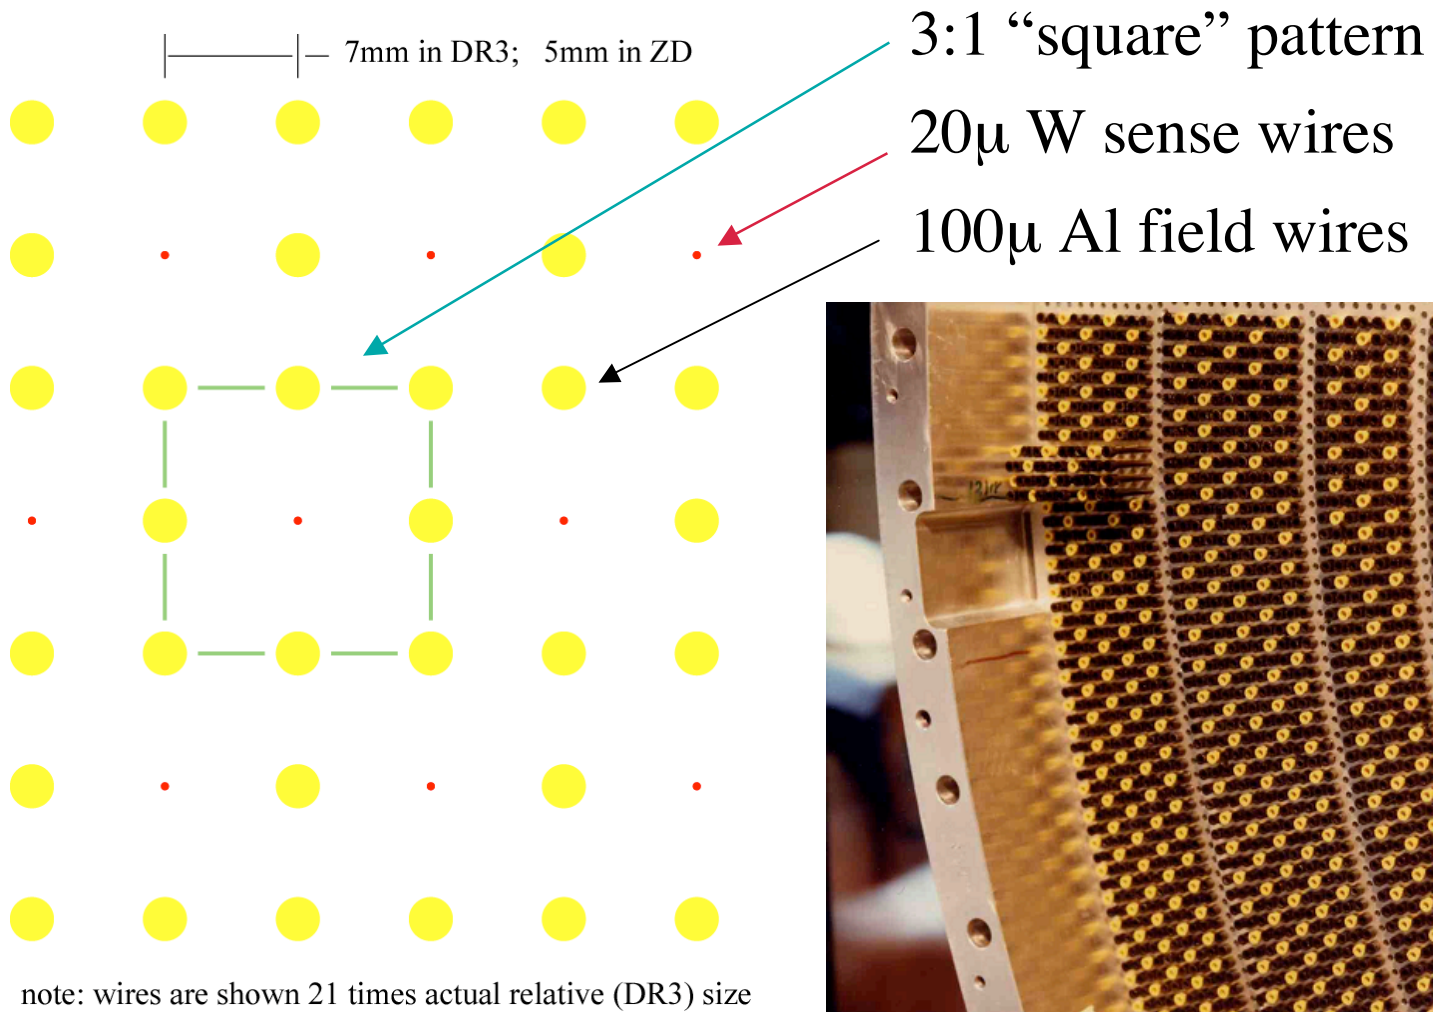 7mm in DR3; 5mm in ZD
3:1 “square” pattern
20μ W sense wires
100μ Al field wires
note: wires are shown 21 times actual relative (DR3) size